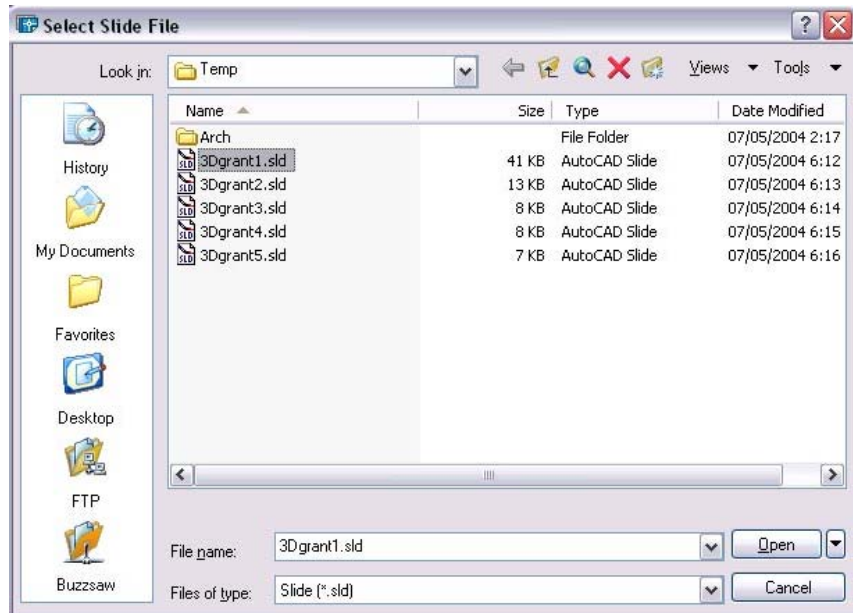 Select Slide File
Look in: Temp Views Tools
Name Size Type Date Modified
Arch File Folder 07/05/2004 2:17
3Dgrant1.sld 41 KB AutoCAD Slide 07/05/2004 6:12
3Dgrant2.sld 13 KB AutoCAD Slide 07/05/2004 6:13
3Dgrant3.sld 8 KB AutoCAD Slide 07/05/2004 6:14
3Dgrant4.sld 8 KB AutoCAD Slide 07/05/2004 6:15
3Dgrant5.sld 7 KB AutoCAD Slide 07/05/2004 6:16
History
My Documents
Favorites
Desktop
FTP
Buzzsaw
File name: 3Dgrant1.sld Open
Files of type: Slide (*.sld) Cancel